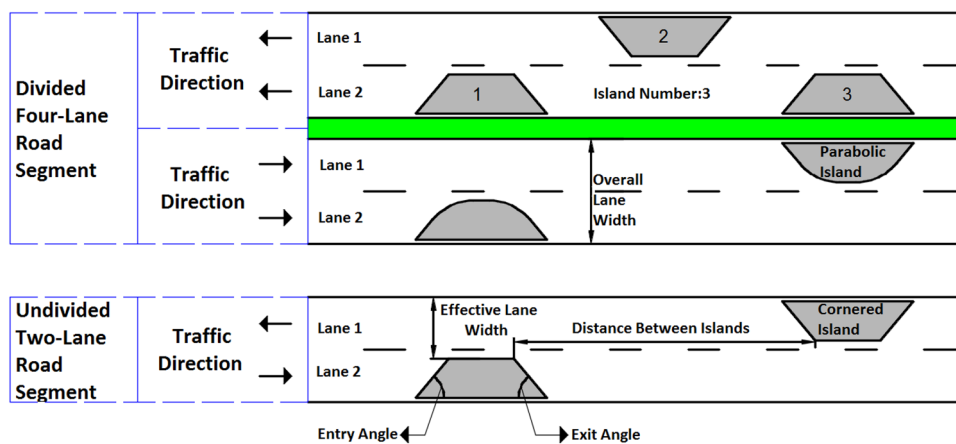 Divided
Four-Lane
Road
Segment
Traffic
Direction
Lane 1
Lane 2
2
1
Island Number:3
3
Traffic
Direction
Lane 1
Lane 2
Overall
Lane
Width
Parabolic
Island
Undivided
Two-Lane
Road
Segment
Traffic
Direction
Lane 1
Lane 2
Effective Lane
Width
Distance Between Islands
Cornered
Island
Entry Angle
Exit Angle